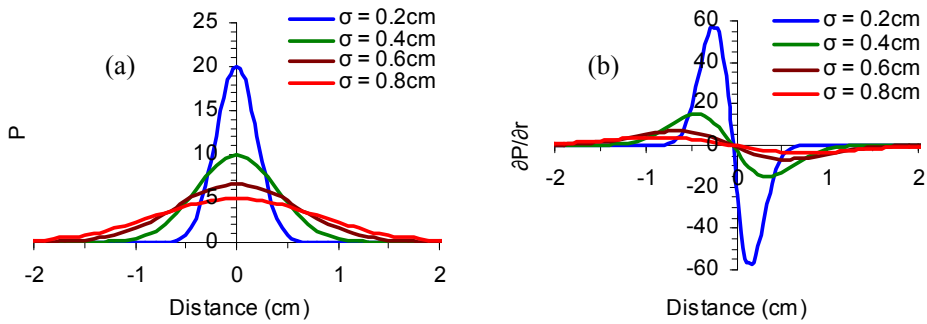 (a)
P
25
20
15
10
5
0
-2
-1
0
1
2
Distance (cm)
σ = 0.2cm
σ = 0.4cm
σ = 0.6cm
σ = 0.8cm
(b)
∂P/∂r
60
40
20
0
-20
-40
-60
-2
-1
0
1
2
Distance (cm)
σ = 0.2cm
σ = 0.4cm
σ = 0.6cm
σ = 0.8cm